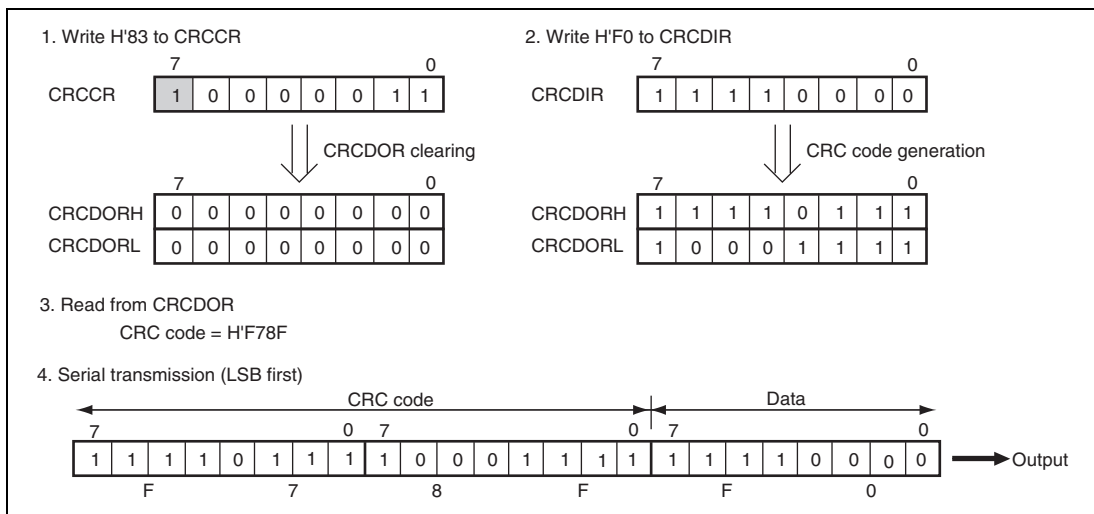 1. Write H'83 to CRCCR
7 0
CRCCR 1 0 0 0 0 0 1 1
CRCDOR clearing
7 0
CRCDORH 0 0 0 0 0 0 0 0
CRCDORL 0 0 0 0 0 0 0 0
2. Write H'F0 to CRCDIR
7 0
CRCDIR 1 1 1 1 0 0 0 0
CRC code generation
7 0
CRCDORH 1 1 1 1 0 1 1 1
CRCDORL 1 0 0 0 1 1 1 1
3. Read from CRCDOR
CRC code = H'F78F
4. Serial transmission (LSB first)
CRC code Data
7 0 7 0 7 0
1 1 1 1 0 1 1 1 1 0 0 0 1 1 1 1 1 1 1 1 0 0 0 0 Output
F 7 8 F F 0